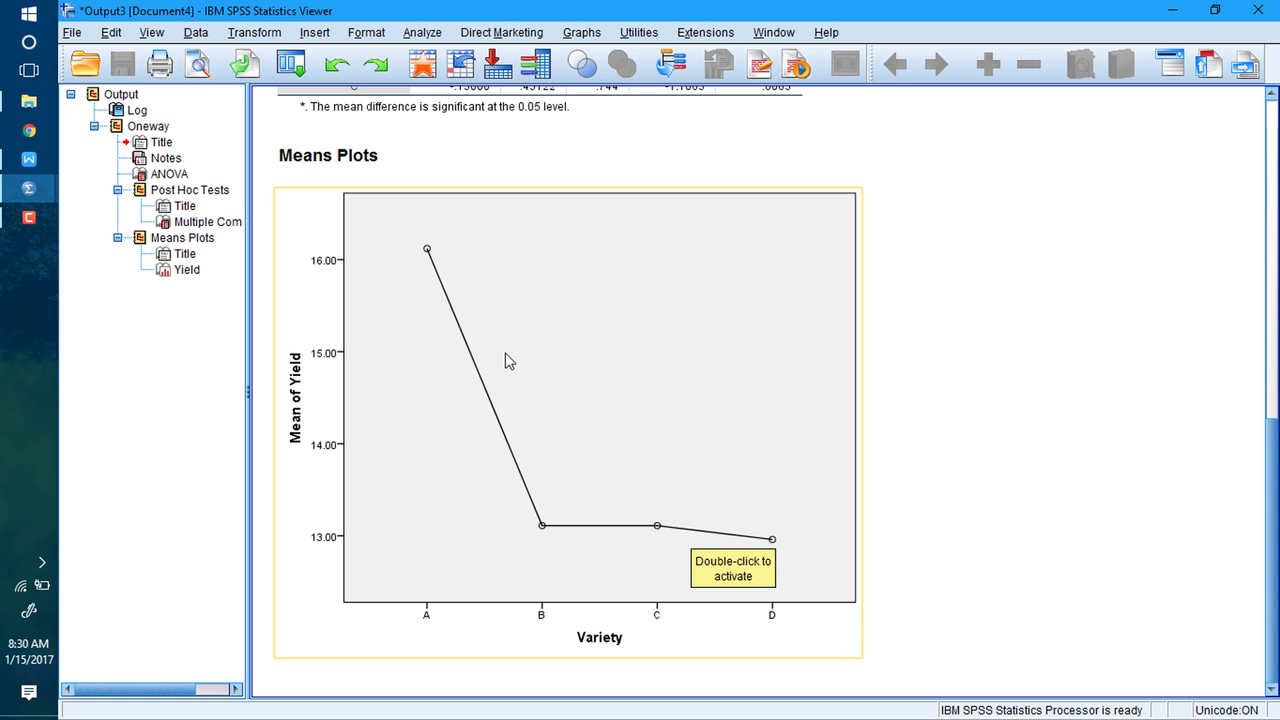 *Output3 [Document4] - IBM SPSS Statistics Viewer
File Edit View Data Transform Insert Format Analyze Direct Marketing Graphs Utilities Extensions Window Help
Output
Log
Oneway
Title
Notes
ANOVA
Post Hoc Tests
Title
Multiple Com
Means Plots
Title
Yield
*. The mean difference is significant at the 0.05 level.
Means Plots
16.00
15.00
14.00
13.00
Mean of Yield
Double-click to
activate
A B C D
Variety
8:30 AM
1/15/2017
IBM SPSS Statistics Processor is ready Unicode:ON